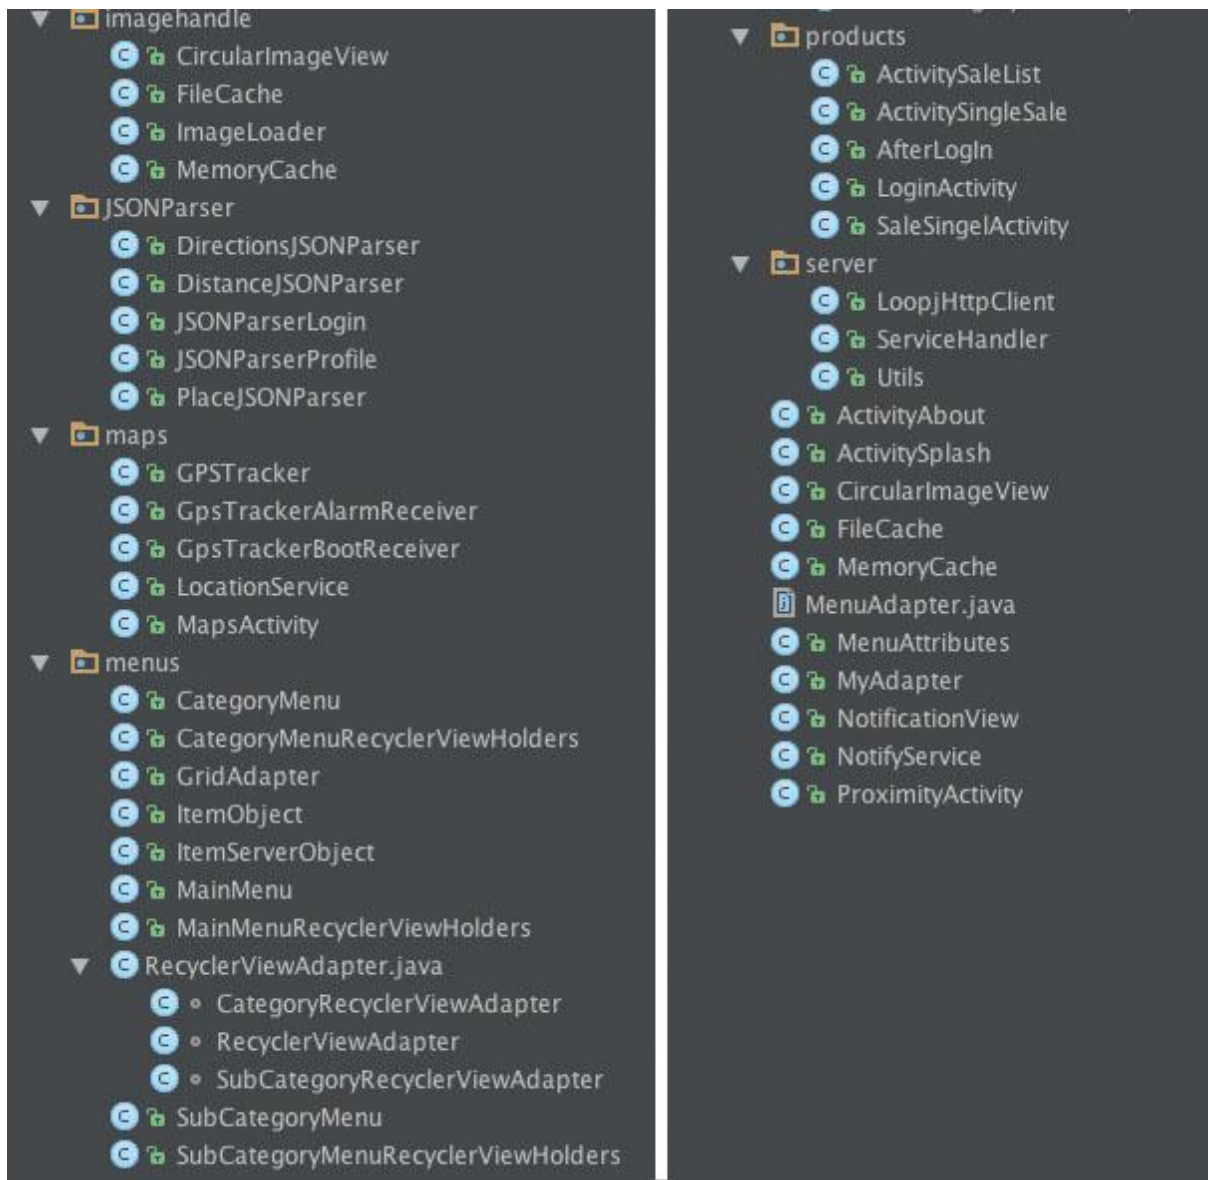 imagehandle
CircularImageView
FileCache
ImageLoader
MemoryCache
JSONParser
DirectionsJSONParser
DistanceJSONParser
JSONParserLogin
JSONParserProfile
PlaceJSONParser
maps
GPSTracker
GpsTrackerAlarmReceiver
GpsTrackerBootReceiver
LocationService
MapsActivity
menus
CategoryMenu
CategoryMenuRecyclerViewHolders
GridAdapter
ItemObject
ItemServerObject
MainMenu
MainMenuRecyclerViewHolders
RecyclerViewAdapter.java
CategoryRecyclerViewAdapter
RecyclerViewAdapter
SubCategoryRecyclerViewAdapter
SubCategoryMenu
SubCategoryMenuRecyclerViewHolders
products
ActivitySaleList
ActivitySingleSale
AfterLogIn
LoginActivity
SaleSingelActivity
server
LoopjHttpClient
ServiceHandler
Utils
ActivityAbout
ActivitySplash
CircularImageView
FileCache
MemoryCache
MenuAdapter.java
MenuAttributes
MyAdapter
NotificationView
NotifyService
ProximityActivity